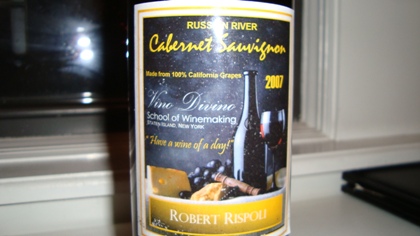 RUSSIAN RIVER
Cabernet Sauvignon
Made from 100% California Grapes
2007
Vino Divino
School of Winemaking
STATEN ISLAND, NEW YORK
"Have a wine of a day!"
ROBERT RISPOLI